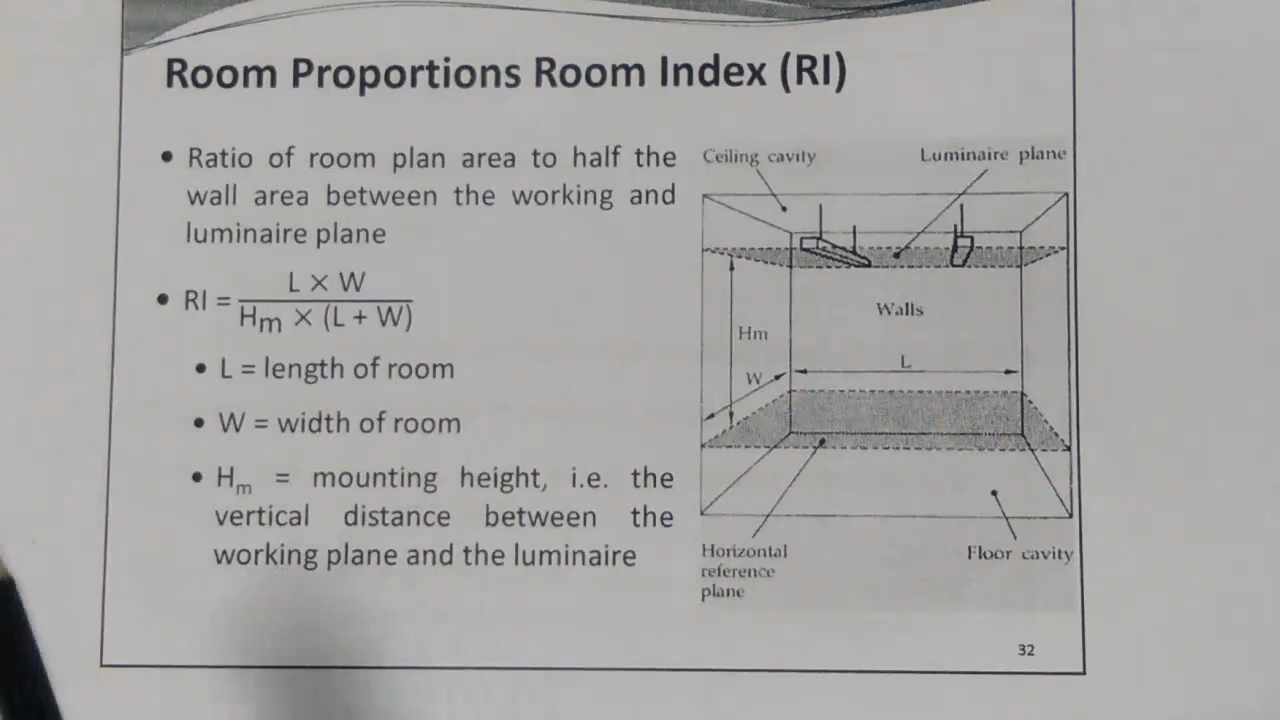 Room Proportions Room Index (RI)
• Ratio of room plan area to half the
wall area between the working and
luminaire plane
• RI = L × W
Hm × (L + W)
• L = length of room
• W = width of room
• Hm = mounting height, i.e. the
vertical distance between the
working plane and the luminaire
Ceiling cavity
Luminaire plane
Walls
Hm
L
W
Horizontal
reference
plane
Floor cavity
32